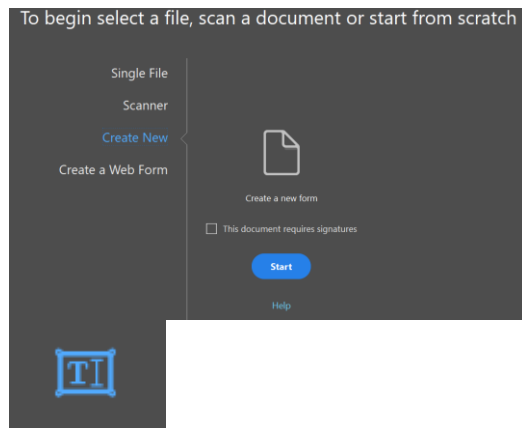 To begin select a file, scan a document or start from scratch
Single File
Scanner
Create New
Create a Web Form
Create a new form
This document requires signatures
Start
Help
T